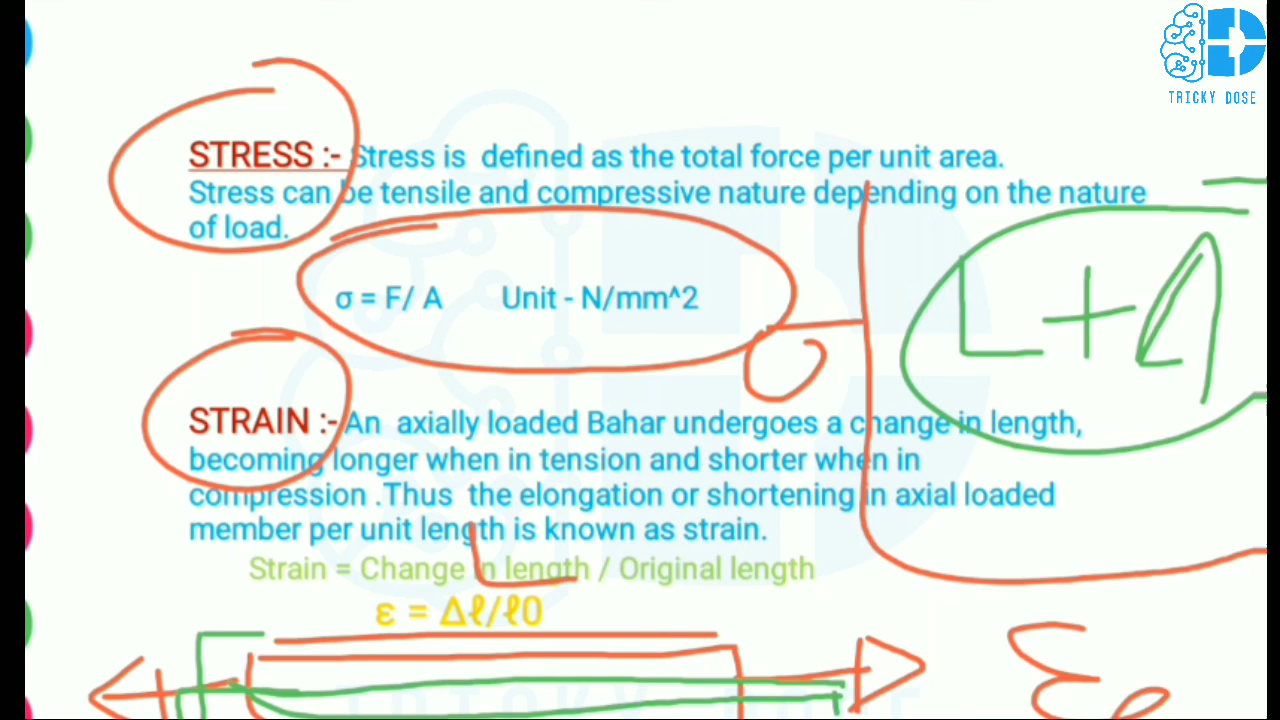 TRICKY DOSE
STRESS :- Stress is defined as the total force per unit area.
Stress can be tensile and compressive nature depending on the nature
of load.
σ = F/ A Unit - N/mm^2
L+
STRAIN :- An axially loaded Bahar undergoes a change in length,
becoming longer when in tension and shorter when in
compression .Thus the elongation or shortening in axial loaded
member per unit length is known as strain.
L
Strain = Change in length / Original length
ε = Δℓ/ℓ0